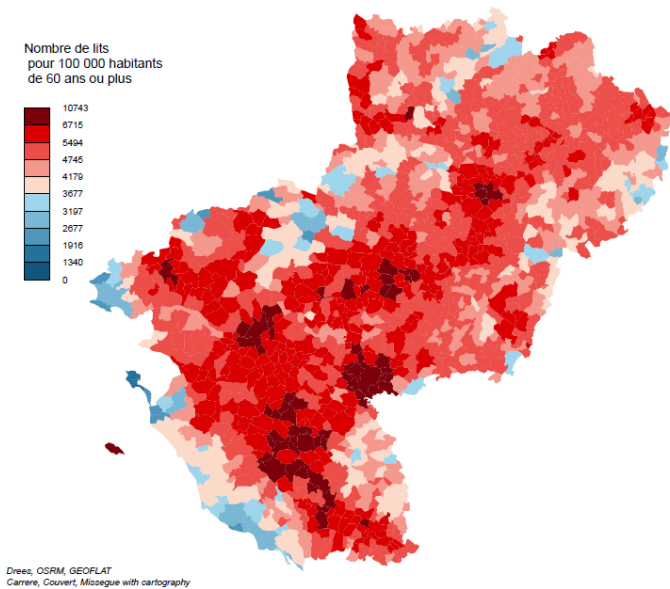 Nombre de lits
pour 100 000 habitants
de 60 ans ou plus
10743
6715
5494
4745
4179
3677
3197
2677
1916
1340
0
Drees, OSRM, GEOFLAT
Carrere, Couvert, Missegue with cartography